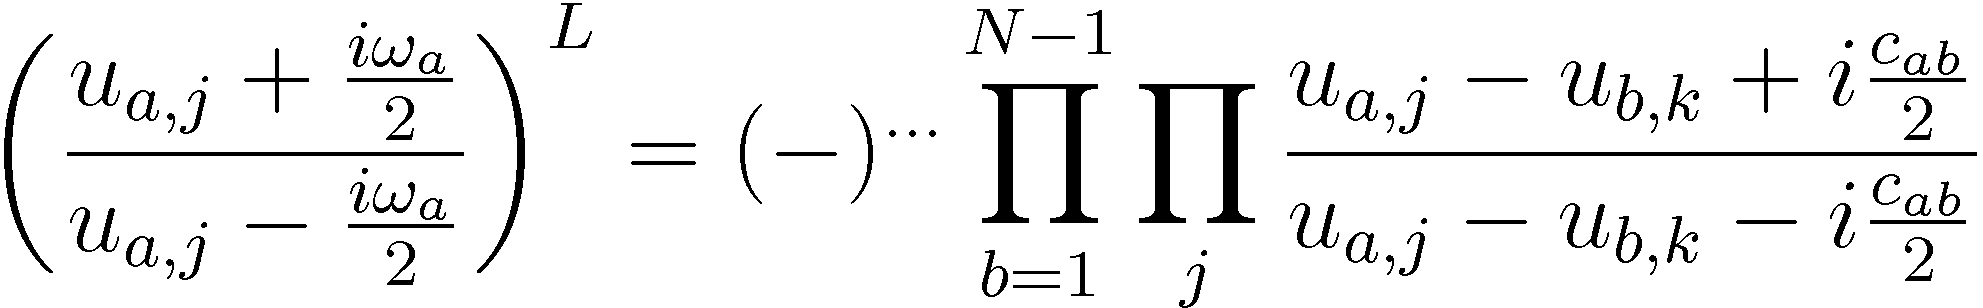 \left( \frac{u_{a,j} + \frac{i\omega_a}{2}}{u_{a,j} - \frac{i\omega_a}{2}} \right)^L = (-)^{\cdots} \prod_{b=1}^{N-1} \prod_{j} \frac{u_{a,j} - u_{b,k} + i\frac{c_{ab}}{2}}{u_{a,j} - u_{b,k} - i\frac{c_{ab}}{2}}